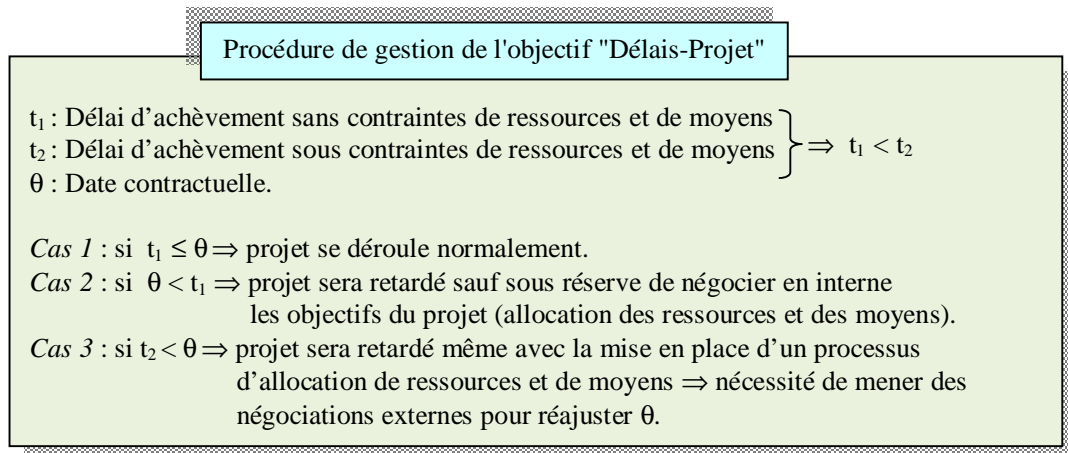 Procédure de gestion de l'objectif "Délais-Projet"
t₁ : Délai d’achèvement sans contraintes de ressources et de moyens
t₂ : Délai d’achèvement sous contraintes de ressources et de moyens ⇒ t₁ < t₂
θ : Date contractuelle.
Cas 1 : si t₁ ≤ θ ⇒ projet se déroule normalement.
Cas 2 : si θ < t₁ ⇒ projet sera retardé sauf sous réserve de négocier en interne
les objectifs du projet (allocation des ressources et des moyens).
Cas 3 : si t₂ < θ ⇒ projet sera retardé même avec la mise en place d’un processus
d’allocation de ressources et de moyens ⇒ nécessité de mener des
négociations externes pour réajuster θ.